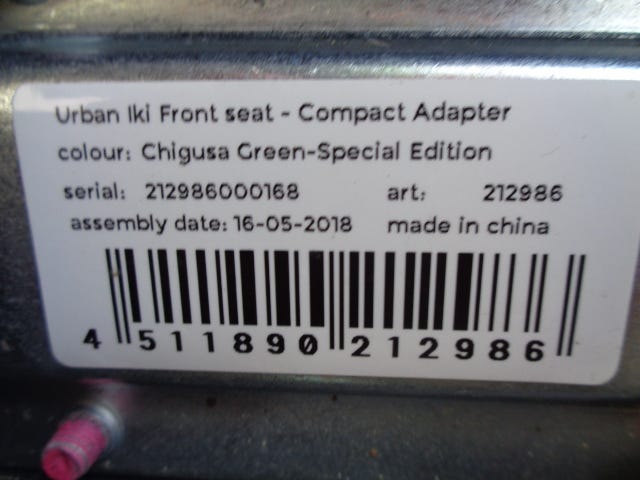 Urban Iki Front seat - Compact Adapter
colour: Chigusa Green-Special Edition
serial: 212986000168 art: 212986
assembly date: 16-05-2018 made in china
4 511890 212986